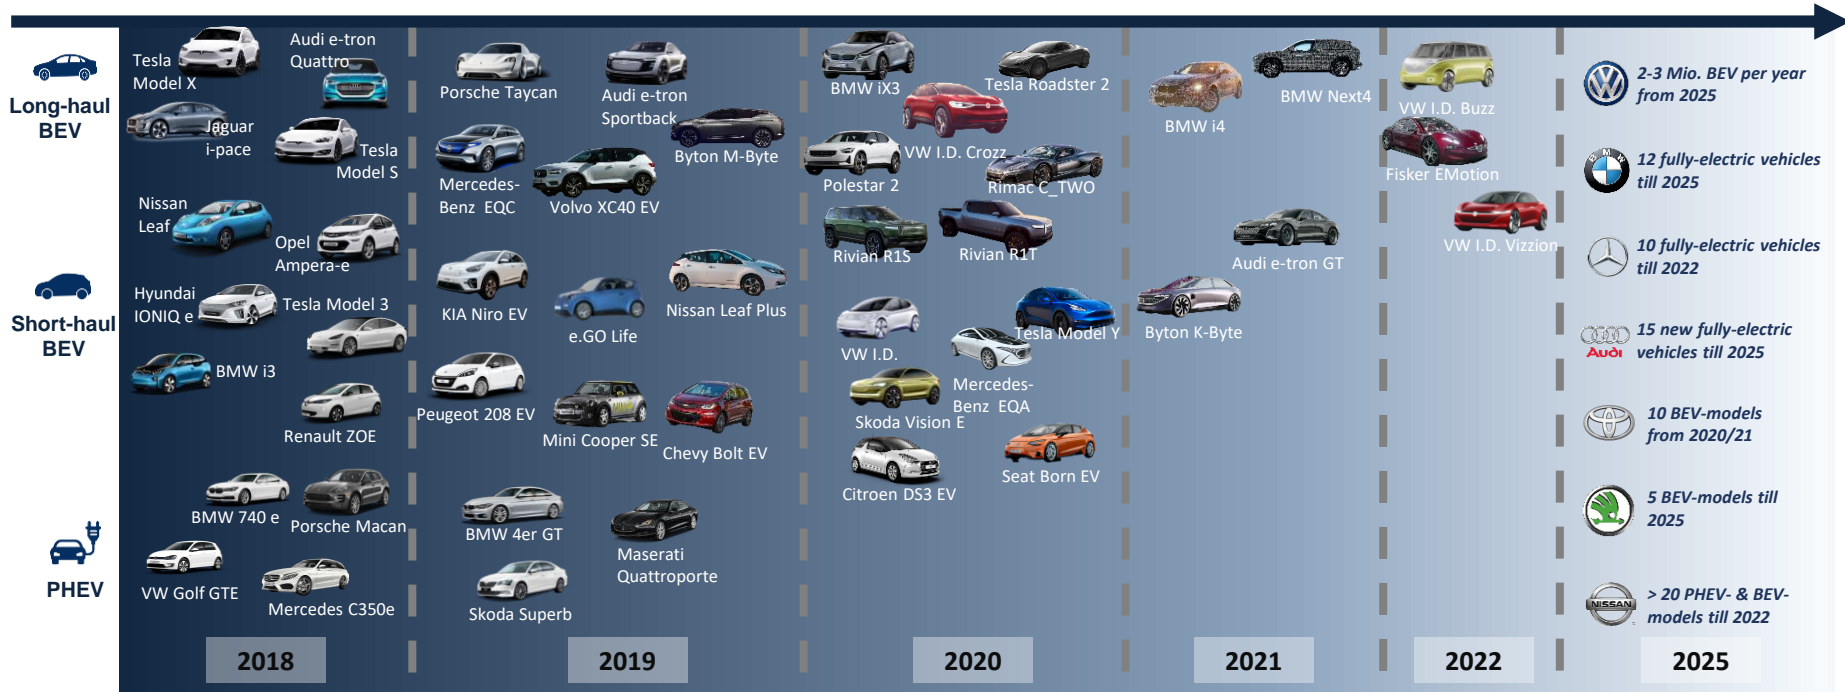 Long-haul
BEV
Short-haul
BEV
PHEV
Tesla
Model X
Audi e-tron
Quattro
Jaguar
i-pace
Tesla
Model S
Nissan
Leaf
Opel
Ampera-e
Hyundai
IONIQ e
Tesla Model 3
BMW i3
Renault ZOE
BMW 740 e
Porsche Macan
VW Golf GTE
Mercedes C350e
2018
Porsche Taycan
Audi e-tron
Sportback
Byton M-Byte
Mercedes-
Benz EQC
Volvo XC40 EV
KIA Niro EV
e.GO Life
Nissan Leaf Plus
Peugeot 208 EV
Mini Cooper SE
Chevy Bolt EV
BMW 4er GT
Maserati
Quattroporte
Skoda Superb
2019
BMW iX3
Tesla Roadster 2
VW I.D. Crozz
Polestar 2
Rimac C_TWO
Rivian R1S
Rivian R1T
VW I.D.
Tesla Model Y
Mercedes-
Benz EQA
Skoda Vision E
Citroen DS3 EV
Seat Born EV
2020
BMW i4
BMW Next4
Audi e-tron GT
Byton K-Byte
2021
VW I.D. Buzz
Fisker EMotion
VW I.D. Vizzion
2022
2-3 Mio. BEV per year
from 2025
BMW
12 fully-electric vehicles
till 2025
10 fully-electric vehicles
till 2022
Audi
15 new fully-electric
vehicles till 2025
10 BEV-models
from 2020/21
5 BEV-models till
2025
NISSAN
> 20 PHEV- & BEV-
models till 2022
2025